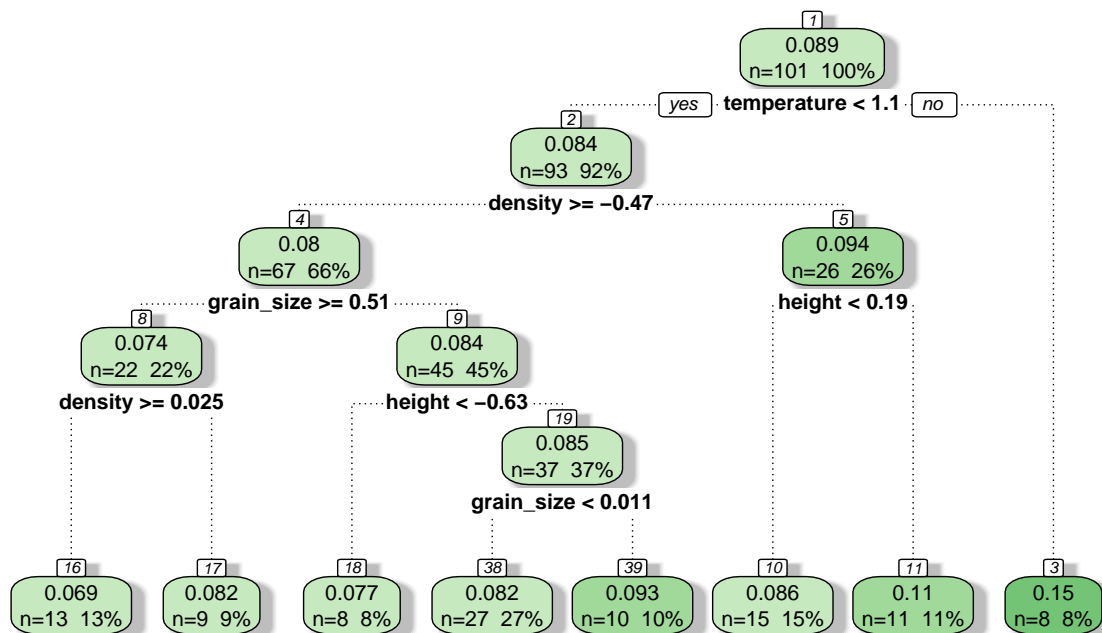 1
0.089
n=101 100%
yes temperature < 1.1 no
2
0.084
n=93 92%
density >= −0.47
4
0.08
n=67 66%
5
0.094
n=26 26%
grain_size >= 0.51
height < 0.19
8
0.074
n=22 22%
9
0.084
n=45 45%
density >= 0.025
height < −0.63
19
0.085
n=37 37%
grain_size < 0.011
16
0.069
n=13 13%
17
0.082
n=9 9%
18
0.077
n=8 8%
38
0.082
n=27 27%
39
0.093
n=10 10%
10
0.086
n=15 15%
11
0.11
n=11 11%
3
0.15
n=8 8%